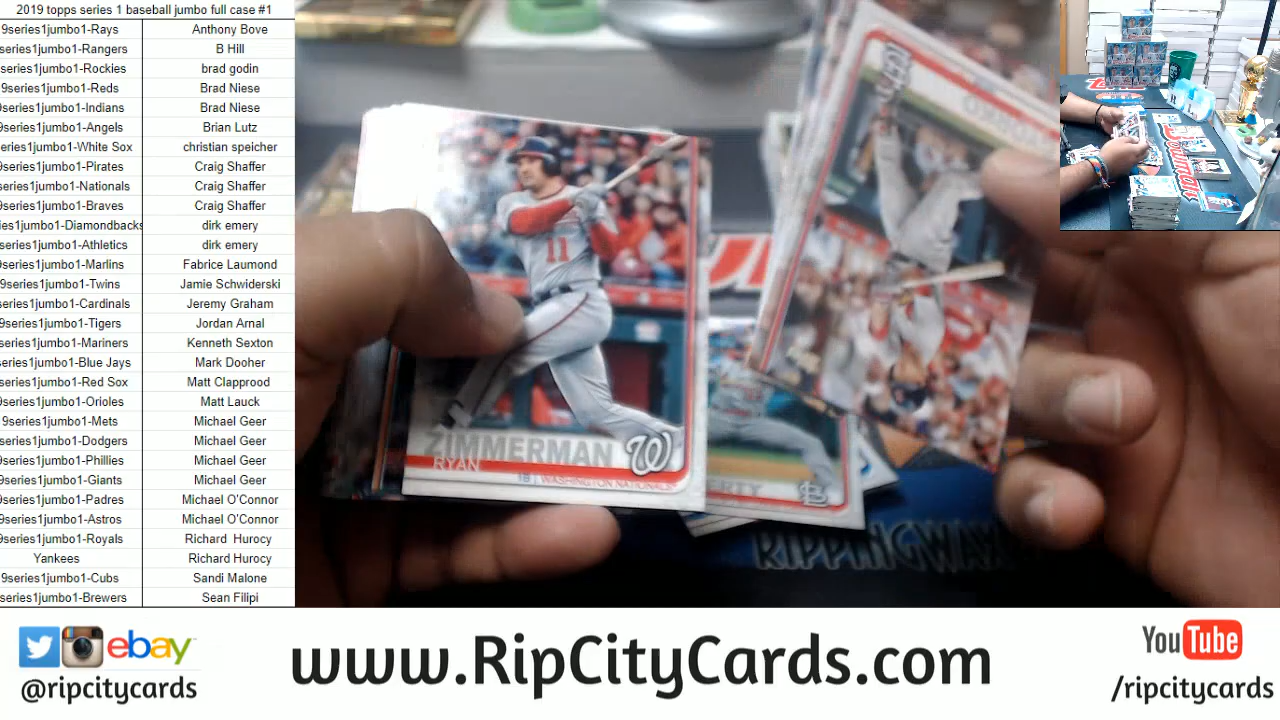 2019 topps series 1 baseball jumbo full case #1
9series1jumbo1-Rays Anthony Bove
series1jumbo1-Rangers B Hill
series1jumbo1-Rockies brad godin
9series1jumbo1-Reds Brad Niese
9series1jumbo1-Indians Brad Niese
9series1jumbo1-Angels Brian Lutz
series1jumbo1-White Sox christian speicher
9series1jumbo1-Pirates Craig Shaffer
series1jumbo1-Nationals Craig Shaffer
9series1jumbo1-Braves Craig Shaffer
ies1jumbo1-Diamondbacks dirk emery
series1jumbo1-Athletics dirk emery
9series1jumbo1-Marlins Fabrice Laumond
9series1jumbo1-Twins Jamie Schwiderski
series1jumbo1-Cardinals Jeremy Graham
9series1jumbo1-Tigers Jordan Arnal
series1jumbo1-Mariners Kenneth Sexton
series1jumbo1-Blue Jays Mark Dooher
series1jumbo1-Red Sox Matt Clapprood
9series1jumbo1-Orioles Matt Lauck
9series1jumbo1-Mets Michael Geer
series1jumbo1-Dodgers Michael Geer
series1jumbo1-Phillies Michael Geer
9series1jumbo1-Giants Michael Geer
series1jumbo1-Padres Michael O'Connor
9series1jumbo1-Astros Michael O'Connor
9series1jumbo1-Royals Richard Hurocy
Yankees Richard Hurocy
9series1jumbo1-Cubs Sandi Malone
series1jumbo1-Brewers Sean Filipi
11
ZIMMERMAN
RYAN
1B | WASHINGTON NATIONALS
W
ERTY
RIPPINGWAX
Bowman
ebay
@ripcitycards
www.RipCityCards.com
YouTube
/ripcitycards